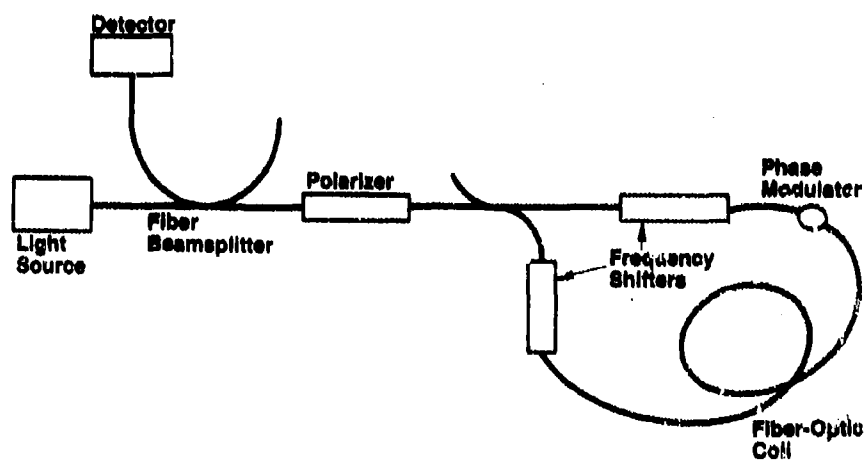 Detector
Light
Source
Fiber
Beamsplitter
Polarizer
Frequency
Shifters
Phase
Modulator
Fiber-Optic
Coil